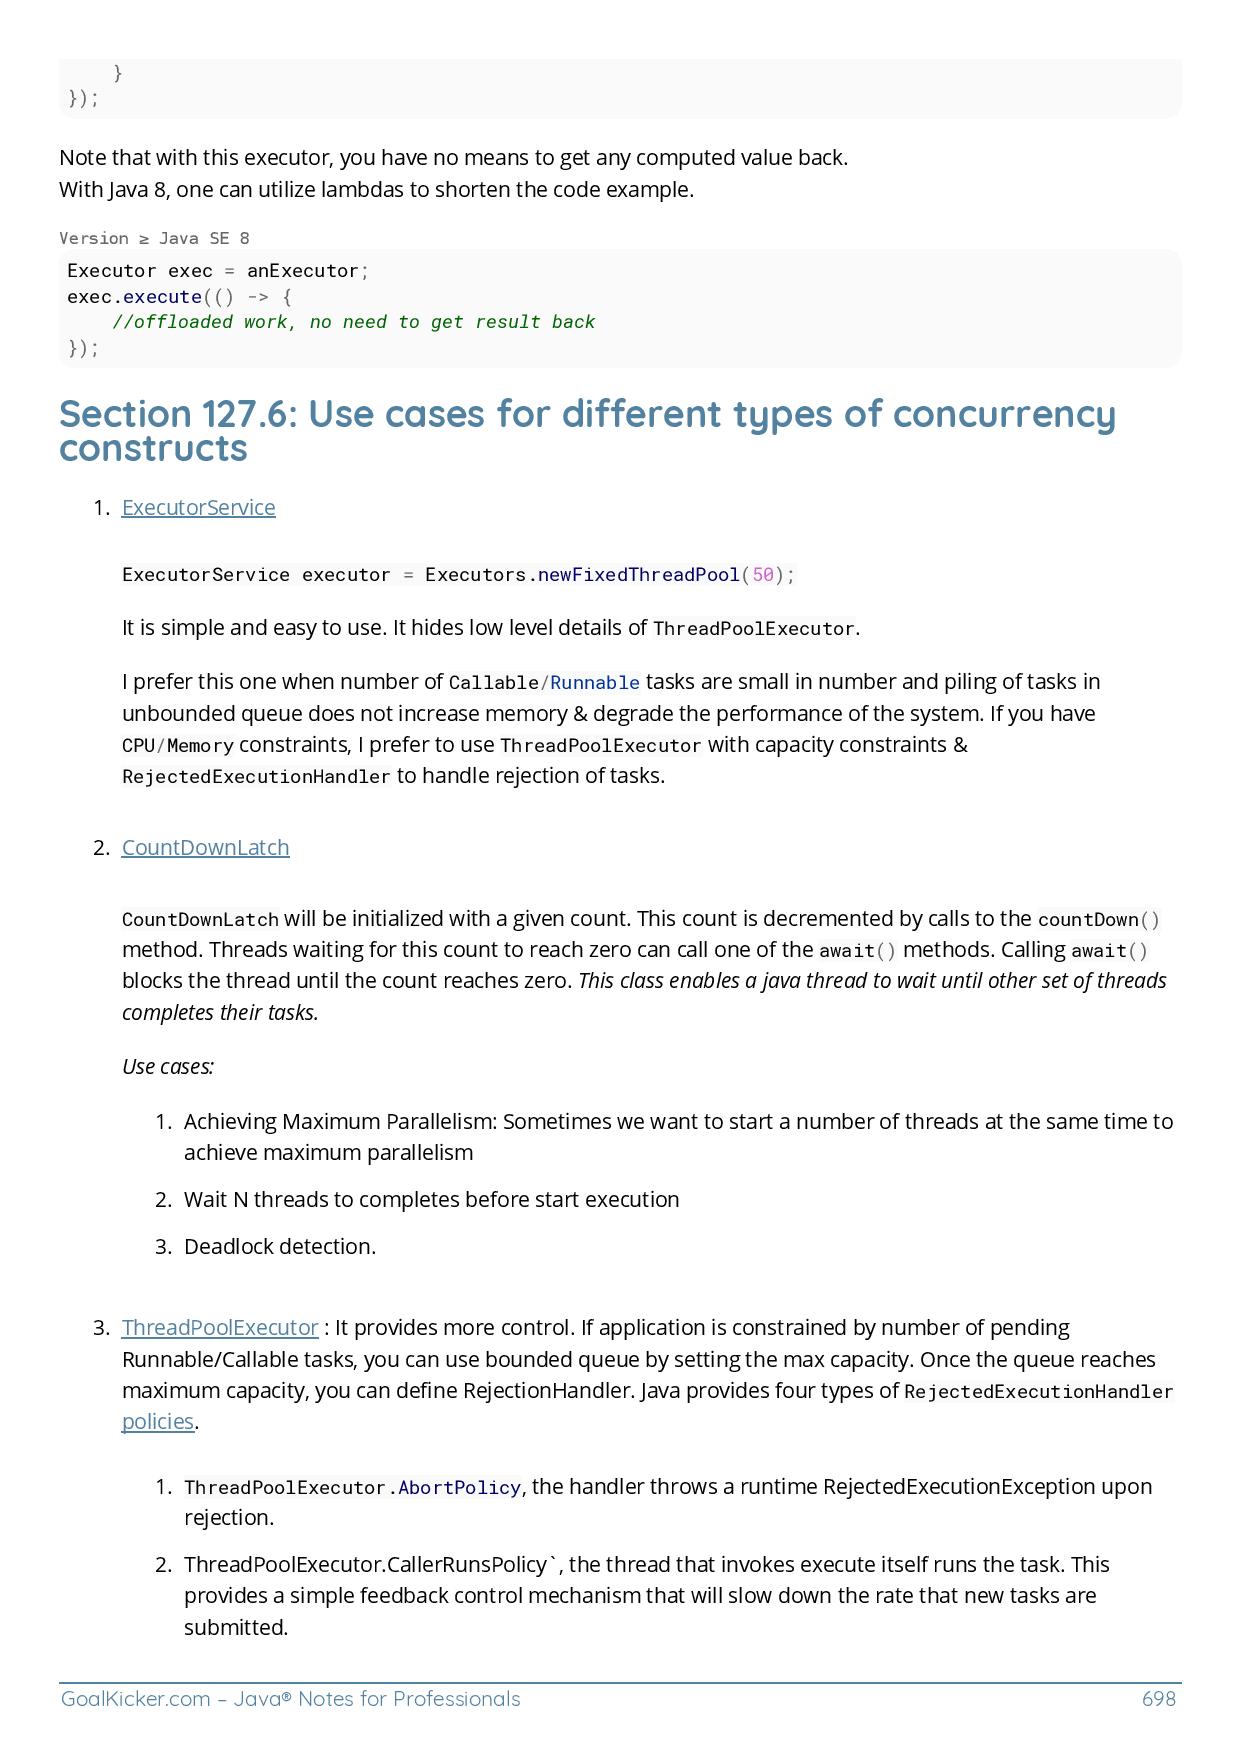 }
});
Note that with this executor, you have no means to get any computed value back.
With Java 8, one can utilize lambdas to shorten the code example.
Version ≥ Java SE 8
Executor exec = anExecutor;
exec.execute(() -> {
    //offloaded work, no need to get result back
});
Section 127.6: Use cases for different types of concurrency
constructs
1. ExecutorService
ExecutorService executor = Executors.newFixedThreadPool(50);
It is simple and easy to use. It hides low level details of ThreadPoolExecutor.
I prefer this one when number of Callable/Runnable tasks are small in number and piling of tasks in
unbounded queue does not increase memory & degrade the performance of the system. If you have
CPU/Memory constraints, I prefer to use ThreadPoolExecutor with capacity constraints &
RejectedExecutionHandler to handle rejection of tasks.
2. CountDownLatch
CountDownLatch will be initialized with a given count. This count is decremented by calls to the countDown()
method. Threads waiting for this count to reach zero can call one of the await() methods. Calling await()
blocks the thread until the count reaches zero. This class enables a java thread to wait until other set of threads
completes their tasks.
Use cases:
1. Achieving Maximum Parallelism: Sometimes we want to start a number of threads at the same time to
achieve maximum parallelism
2. Wait N threads to completes before start execution
3. Deadlock detection.
3. ThreadPoolExecutor : It provides more control. If application is constrained by number of pending
Runnable/Callable tasks, you can use bounded queue by setting the max capacity. Once the queue reaches
maximum capacity, you can define RejectionHandler. Java provides four types of RejectedExecutionHandler
policies.
1. ThreadPoolExecutor.AbortPolicy, the handler throws a runtime RejectedExecutionException upon
rejection.
2. ThreadPoolExecutor.CallerRunsPolicy`, the thread that invokes execute itself runs the task. This
provides a simple feedback control mechanism that will slow down the rate that new tasks are
submitted.
GoalKicker.com – Java® Notes for Professionals 698